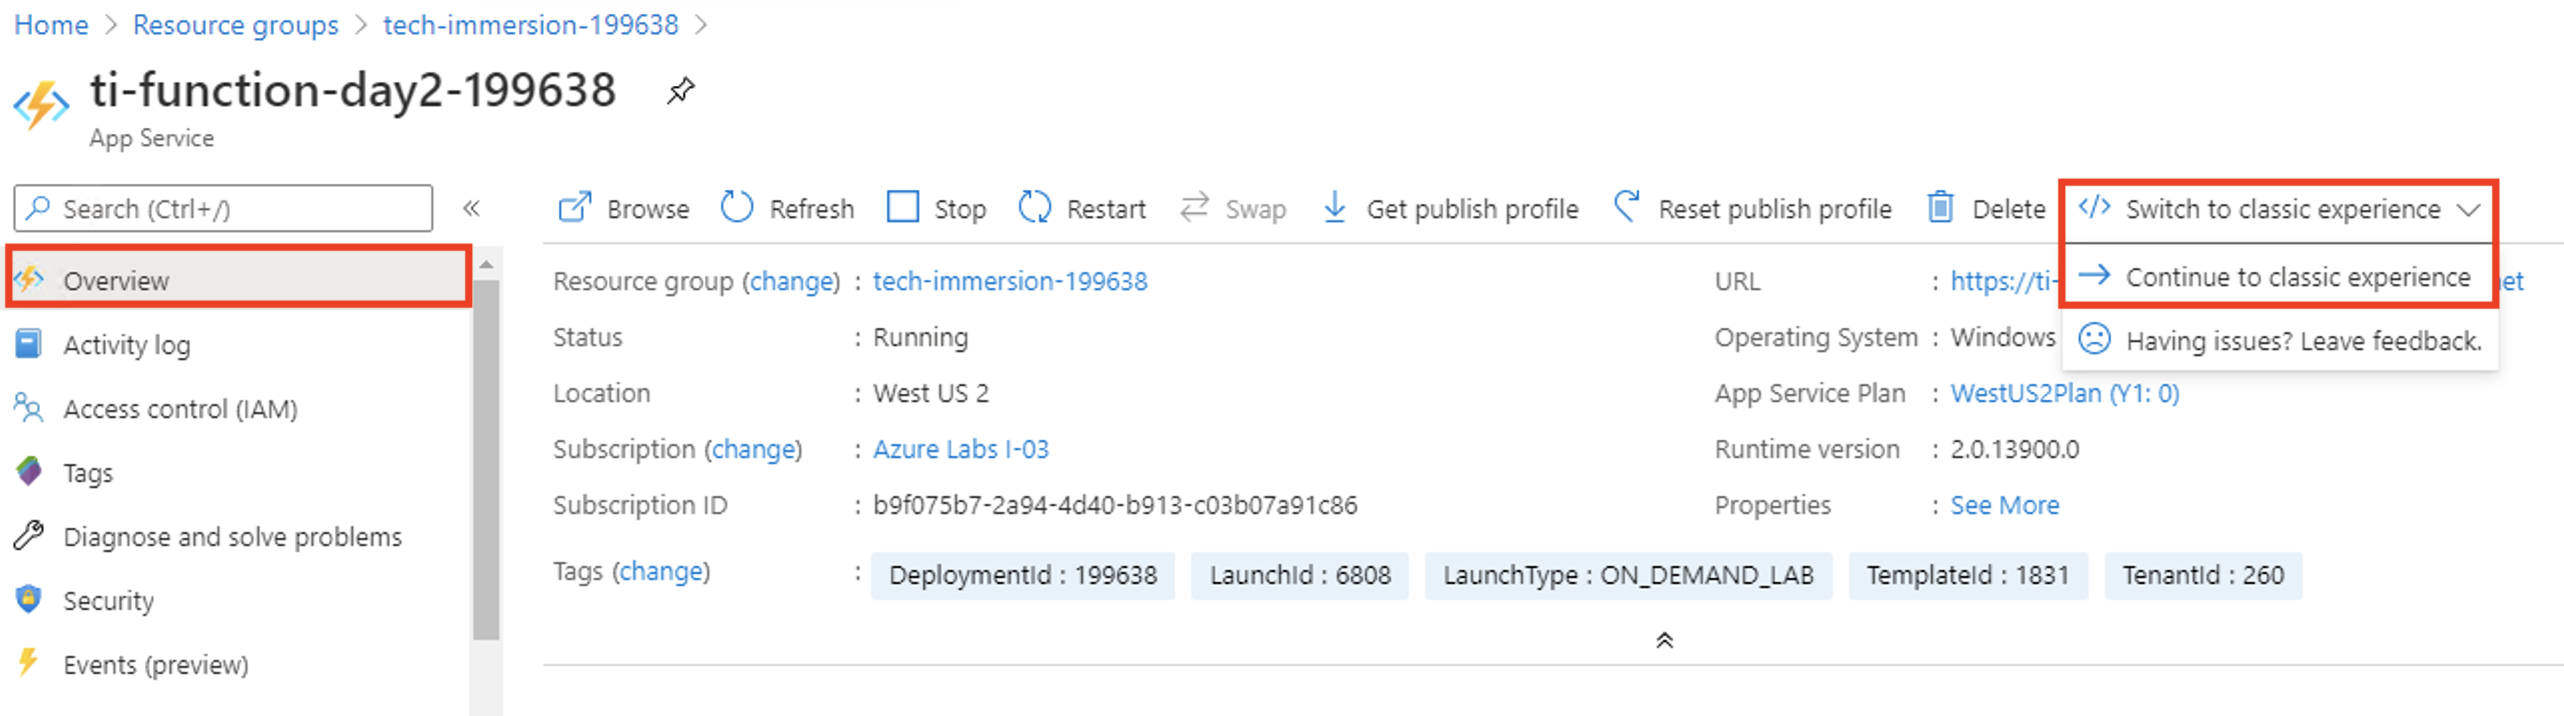 Home > Resource groups > tech-immersion-199638 >
ti-function-day2-199638
App Service
Search (Ctrl+/)
«
Browse Refresh Stop Restart Swap Get publish profile Reset publish profile Delete Switch to classic experience
Continue to classic experience
Having issues? Leave feedback.
Overview
Activity log
Access control (IAM)
Tags
Diagnose and solve problems
Security
Events (preview)
Resource group (change) : tech-immersion-199638
Status : Running
Location : West US 2
Subscription (change) : Azure Labs I-03
Subscription ID : b9f075b7-2a94-4d40-b913-c03b07a91c86
Tags (change) : DeploymentId : 199638 LaunchId : 6808 LaunchType : ON_DEMAND_LAB TemplateId : 1831 TenantId : 260
URL : https://ti- et
Operating System : Windows
App Service Plan : WestUS2Plan (Y1: 0)
Runtime version : 2.0.13900.0
Properties : See More